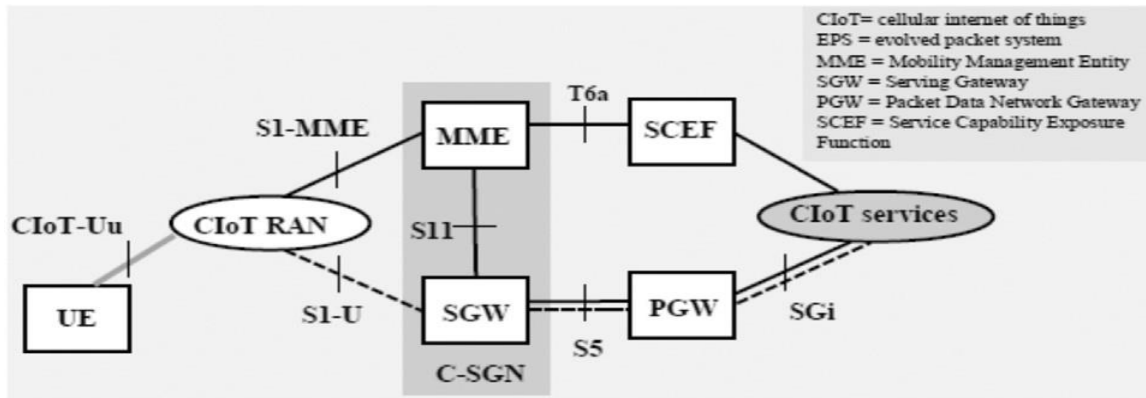 CIoT= cellular internet of things
EPS = evolved packet system
MME = Mobility Management Entity
SGW = Serving Gateway
PGW = Packet Data Network Gateway
SCEF = Service Capability Exposure
Function
T6a
S1-MME
MME
SCEF
CIoT-Uu
CIoT RAN
S11
CIoT services
UE
S1-U
SGW
PGW
SGi
S5
C-SGN